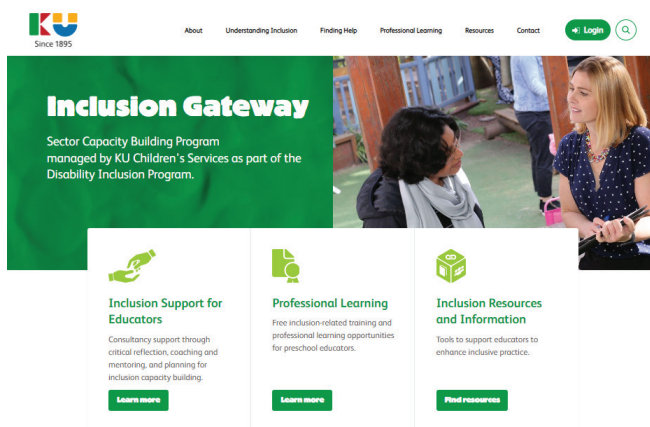 KU
Since 1895
About Understanding Inclusion Finding Help Professional Learning Resources Contact Login
Inclusion Gateway
Sector Capacity Building Program
managed by KU Children's Services as part of the
Disability Inclusion Program.
Inclusion Support for
Educators
Consultancy support through
critical reflection, coaching and
mentoring, and planning for
inclusion capacity building.
Learn more
Professional Learning
Free inclusion-related training and
professional learning opportunities
for preschool educators.
Learn more
Inclusion Resources
and Information
Tools to support educators to
enhance inclusive practice.
Find resources